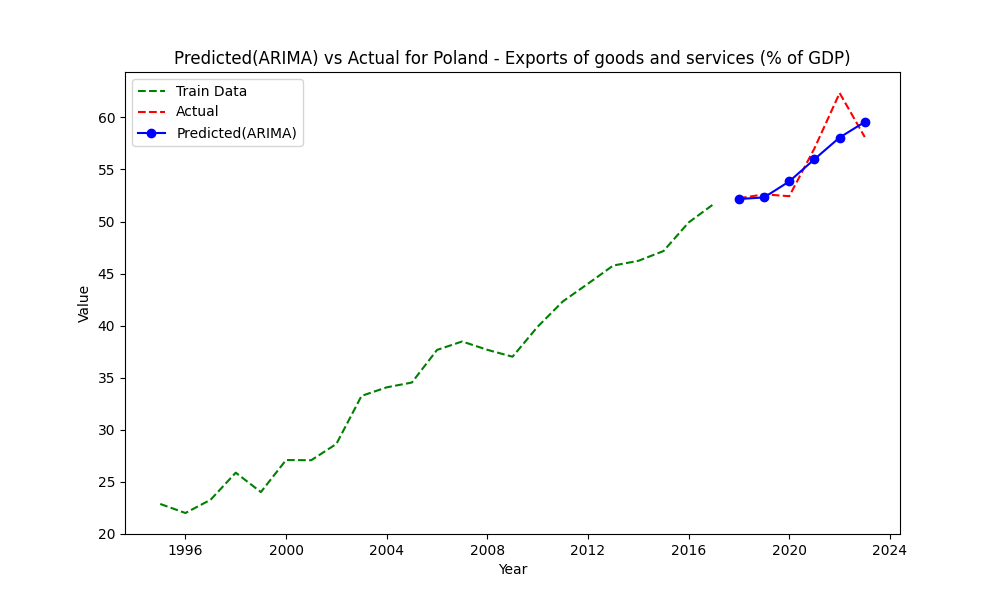 Predicted(ARIMA) vs Actual for Poland - Exports of goods and services (% of GDP)
Train Data
Actual
Predicted(ARIMA)
Value
60
55
50
45
40
35
30
25
20
1996 2000 2004 2008 2012 2016 2020 2024
Year